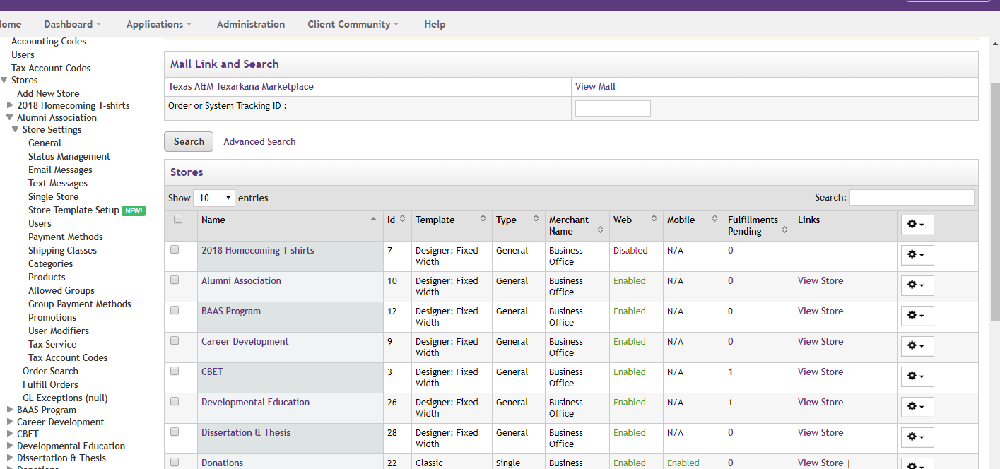 Home Dashboard Applications Administration Client Community Help
Accounting Codes
Users
Tax Account Codes
Stores
Add New Store
2018 Homecoming T-shirts
Alumni Association
Store Settings
General
Status Management
Email Messages
Text Messages
Single Store
Store Template Setup NEW!
Users
Payment Methods
Shipping Classes
Categories
Products
Allowed Groups
Group Payment Methods
Promotions
User Modifiers
Tax Service
Tax Account Codes
Order Search
Fulfill Orders
GL Exceptions (null)
BAAS Program
Career Development
CBET
Developmental Education
Dissertation & Thesis
Donations
Mall Link and Search
Texas A&M Texarkana Marketplace View Mall
Order or System Tracking ID :
Search Advanced Search
Stores
Show 10 entries Search:
Name Id Template Type Merchant Name Web Mobile Fulfillments Pending Links
2018 Homecoming T-shirts 7 Designer: Fixed Width General Business Office Disabled N/A 0
Alumni Association 10 Designer: Fixed Width General Business Office Enabled N/A 0 View Store
BAAS Program 12 Designer: Fixed Width General Business Office Enabled N/A 0 View Store
Career Development 9 Designer: Fixed Width General Business Office Enabled N/A 0 View Store
CBET 3 Designer: Fixed Width General Business Office Enabled N/A 1 View Store
Developmental Education 26 Designer: Fixed Width General Business Office Enabled N/A 1 View Store
Dissertation & Thesis 28 Designer: Fixed Width General Business Office Enabled N/A 0 View Store
Donations 22 Classic Single Business Enabled Enabled 0 View Store |